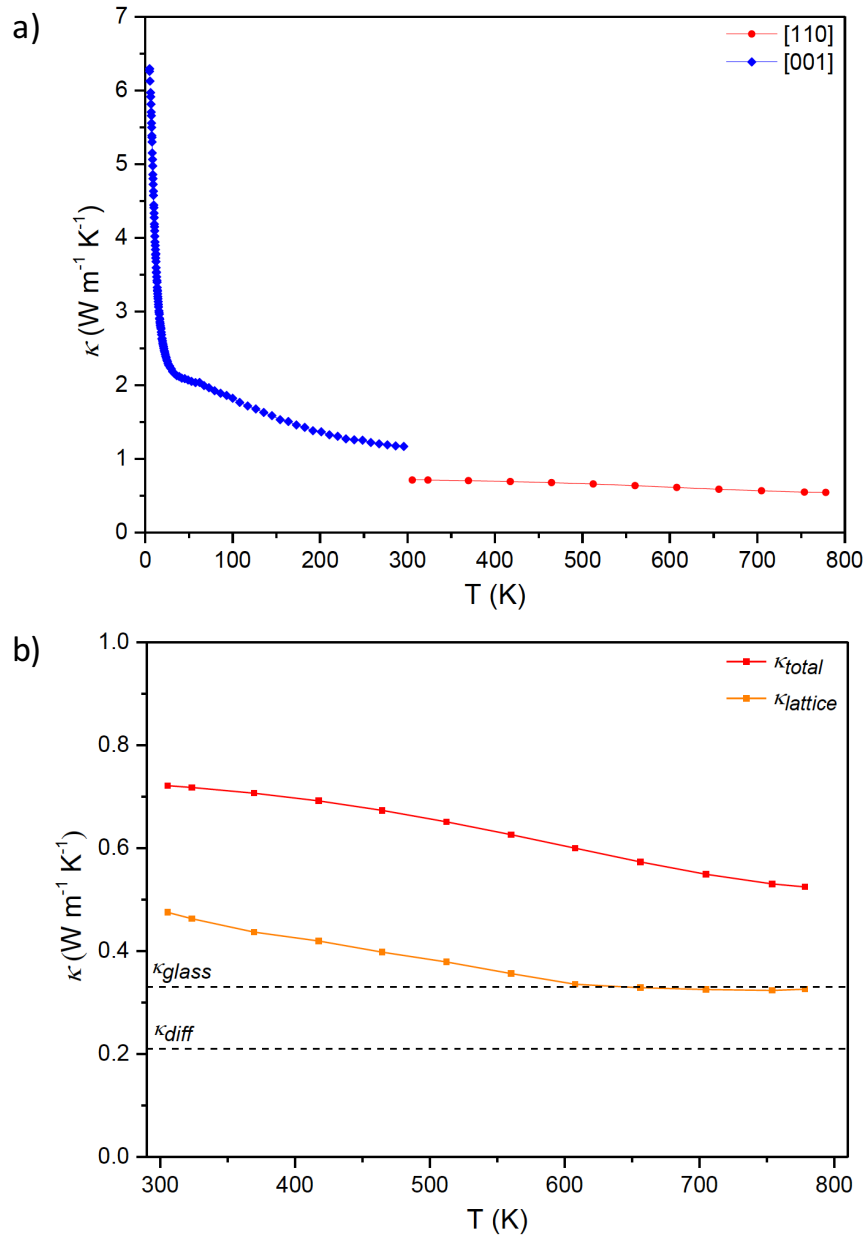 a)
7
6
5
4
3
2
1
0
κ (W m⁻¹ K⁻¹)
[110]
[001]
0 100 200 300 400 500 600 700 800
T (K)
b)
1.0
0.8
0.6
0.4
0.2
0.0
κ (W m⁻¹ K⁻¹)
κtotal
κlattice
κglass
κdiff
300 400 500 600 700 800
T (K)